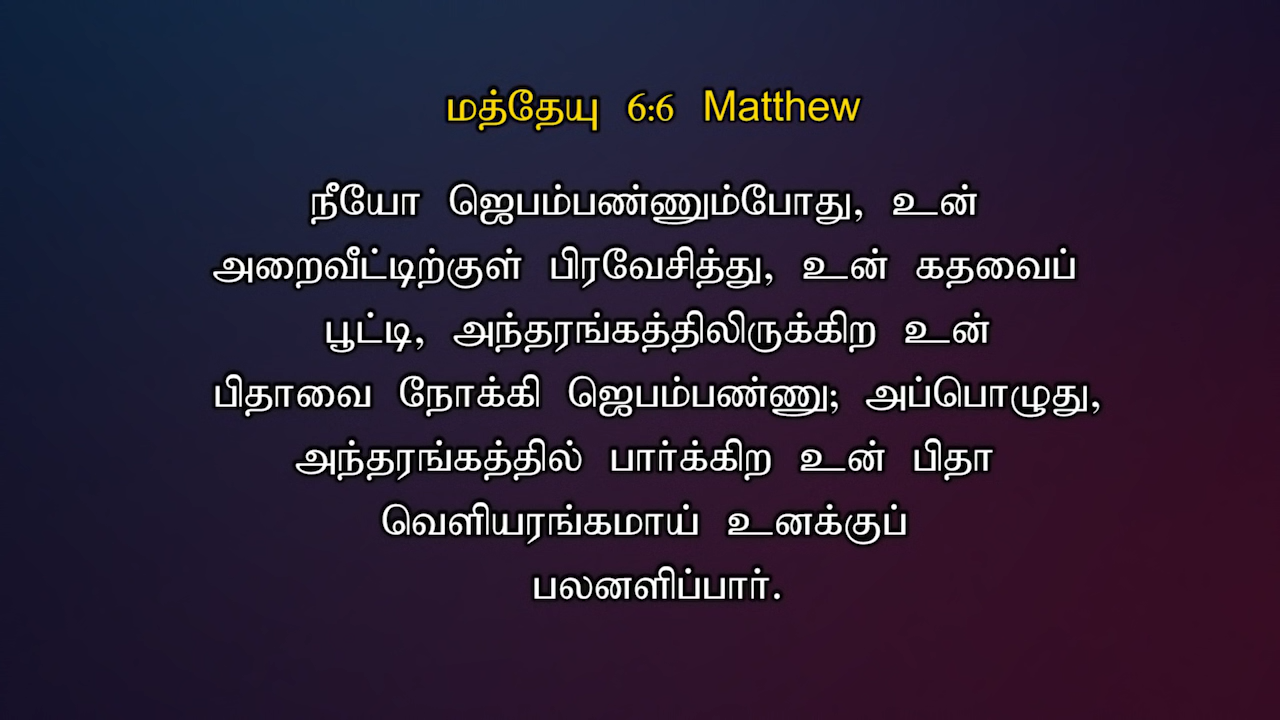 மத்தேயு 6:6 Matthew
நீயோ ஜெபம்பண்ணும்போது, உன்
அறைவீட்டிற்குள் பிரவேசித்து, உன் கதவைப்
பூட்டி, அந்தரங்கத்திலிருக்கிற உன்
பிதாவை நோக்கி ஜெபம்பண்ணு; அப்பொழுது,
அந்தரங்கத்தில் பார்க்கிற உன் பிதா
வெளியரங்கமாய் உனக்குப்
பலனளிப்பார்.